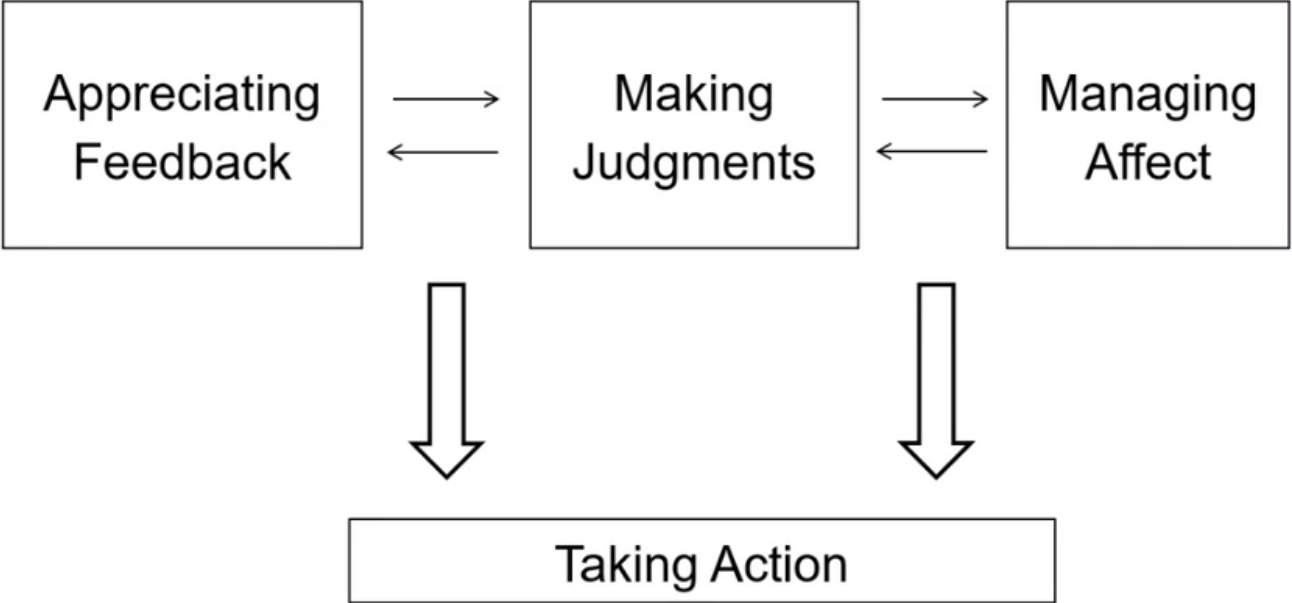 Appreciating
Feedback
Making
Judgments
Managing
Affect
Taking Action